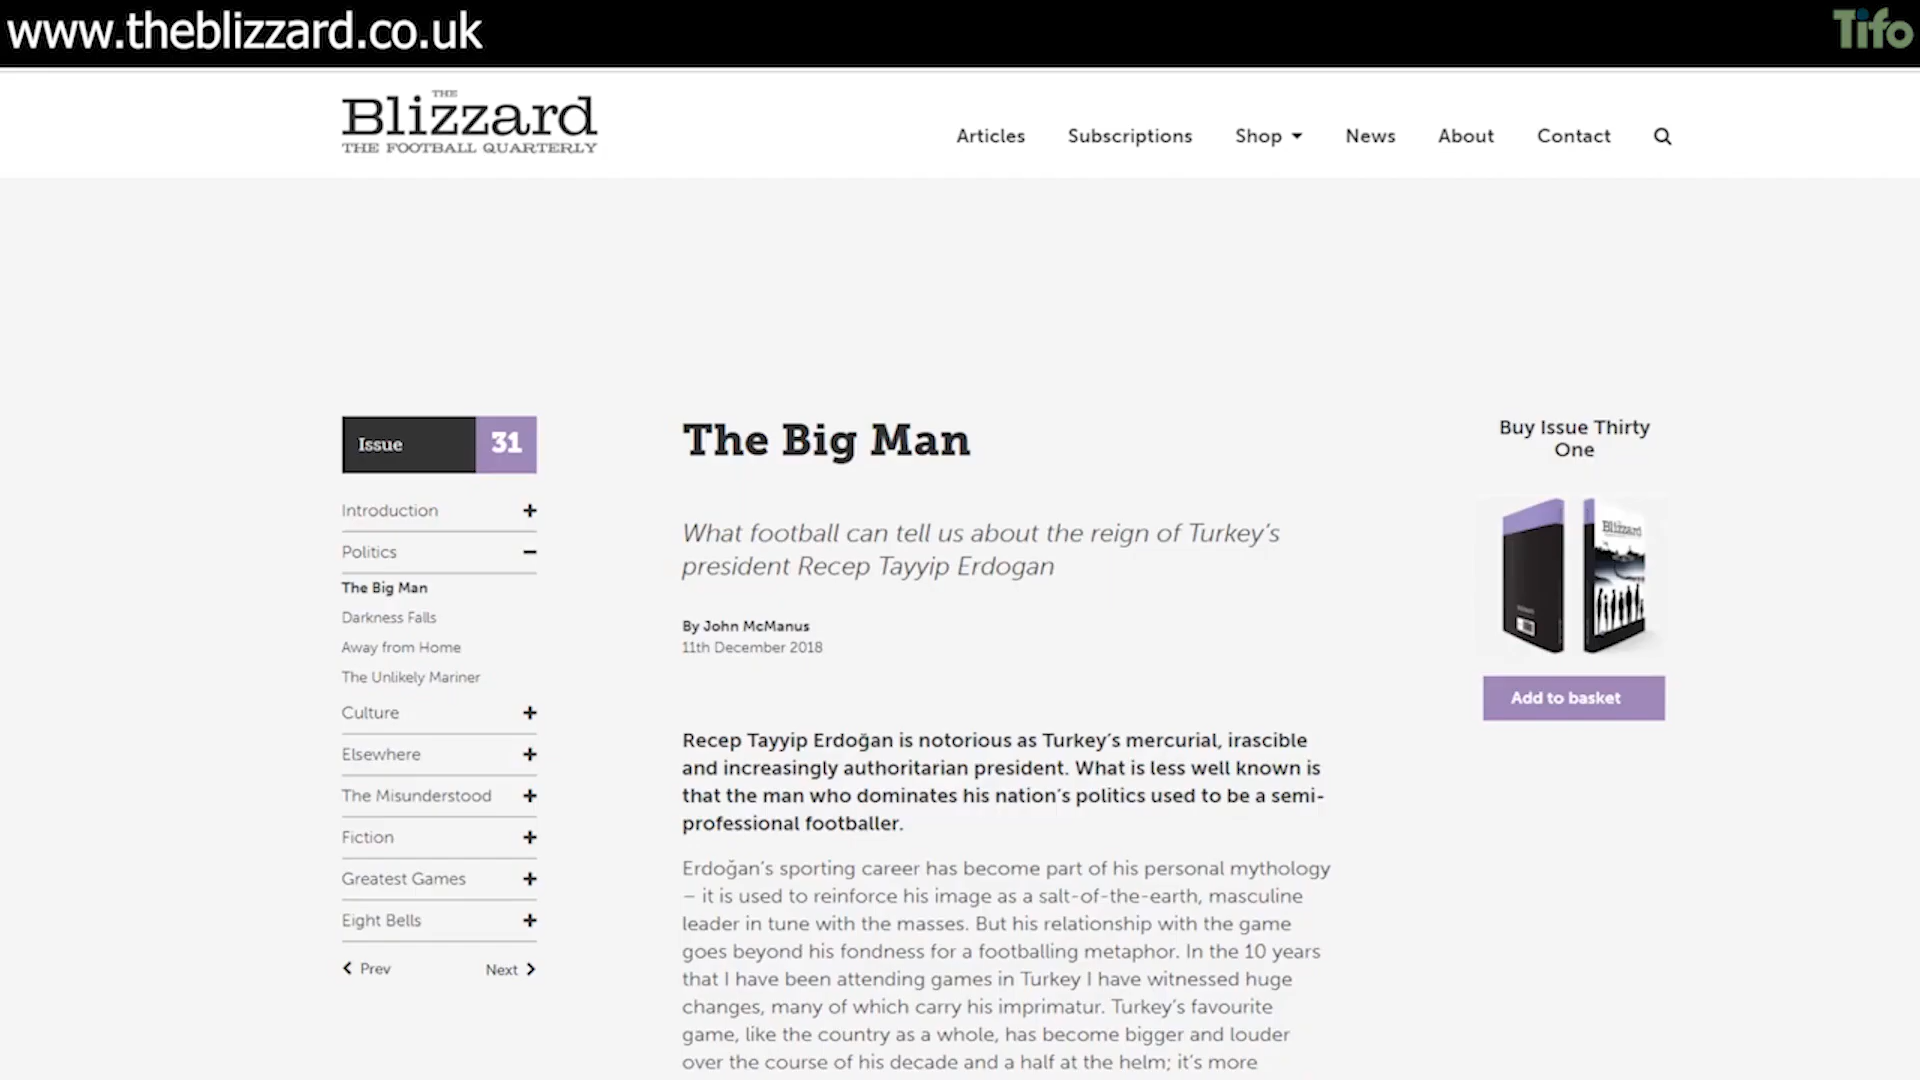 www.theblizzard.co.uk
Tifo
THE
Blizzard
THE FOOTBALL QUARTERLY
Articles
Subscriptions
Shop
News
About
Contact
Issue 31
Introduction
Politics
The Big Man
Darkness Falls
Away from Home
The Unlikely Mariner
Culture
Elsewhere
The Misunderstood
Fiction
Greatest Games
Eight Bells
Prev
Next
The Big Man
What football can tell us about the reign of Turkey's
president Recep Tayyip Erdogan
By John McManus
11th December 2018
Recep Tayyip Erdoğan is notorious as Turkey's mercurial, irascible
and increasingly authoritarian president. What is less well known is
that the man who dominates his nation's politics used to be a semi-
professional footballer.
Erdoğan's sporting career has become part of his personal mythology
– it is used to reinforce his image as a salt-of-the-earth, masculine
leader in tune with the masses. But his relationship with the game
goes beyond his fondness for a footballing metaphor. In the 10 years
that I have been attending games in Turkey I have witnessed huge
changes, many of which carry his imprimatur. Turkey's favourite
game, like the country as a whole, has become bigger and louder
over the course of his decade and a half at the helm; it's more
Buy Issue Thirty
One
Blizzard
Add to basket